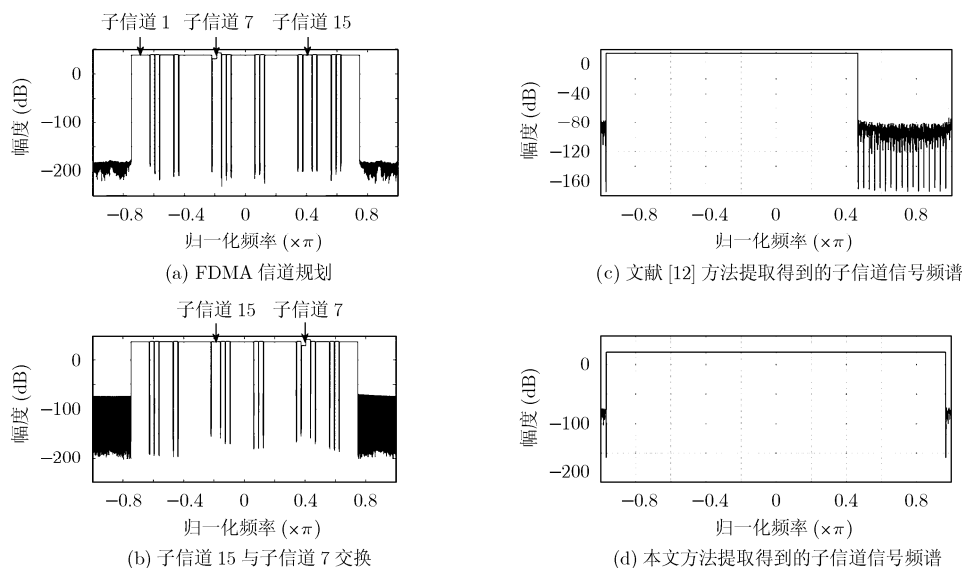 子信道 1 子信道 7 子信道 15
0
−100
−200
幅度 (dB)
−0.8 −0.4 0 0.4 0.8
归一化频率 (×π)
(a) FDMA 信道规划
子信道 15 子信道 7
0
−100
−200
幅度 (dB)
−0.8 −0.4 0 0.4 0.8
归一化频率 (×π)
(b) 子信道 15 与子信道 7 交换
0
−40
−80
−120
−160
幅度 (dB)
−0.8 −0.4 0 0.4 0.8
归一化频率 (×π)
(c) 文献 [12] 方法提取得到的子信道信号频谱
0
−100
−200
幅度 (dB)
−0.8 −0.4 0 0.4 0.8
归一化频率 (×π)
(d) 本文方法提取得到的子信道信号频谱